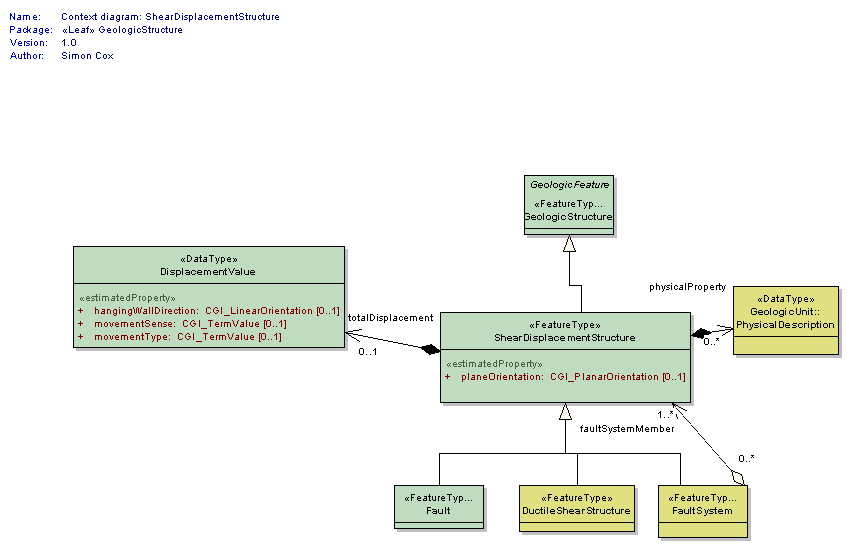 Name: Context diagram: ShearDisplacementStructure
Package: «Leaf» GeologicStructure
Version: 1.0
Author: Simon Cox
GeologicFeature
«FeatureTyp...
GeologicStructure
«DataType»
DisplacementValue
«estimatedProperty»
+ hangingWallDirection: CGI_LinearOrientation [0..1]
+ movementSense: CGI_TermValue [0..1]
+ movementType: CGI_TermValue [0..1]
totalDisplacement
0..1
physicalProperty
0..*
«DataType»
GeologicUnit::
PhysicalDescription
«FeatureType»
ShearDisplacementStructure
«estimatedProperty»
+ planeOrientation: CGI_PlanarOrientation [0..1]
1..*
faultSystemMember
0..*
«FeatureTyp...
Fault
«FeatureType»
DuctileShearStructure
«FeatureTyp...
FaultSystem